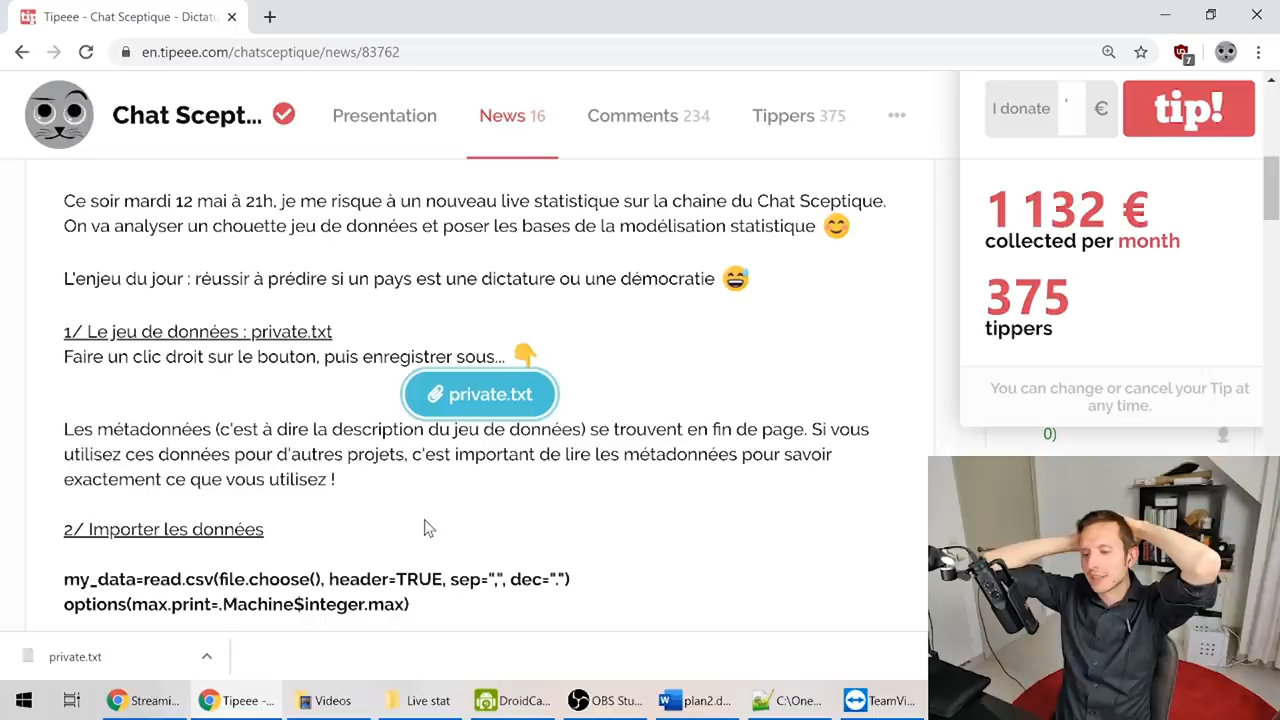 Tipeee - Chat Sceptique - Dictat
en.tipeee.com/chatsceptique/news/83762
7
Chat Scept...
Presentation
News 16
Comments 234
Tippers 375
I donate
€
tip!
1 132 €
collected per month
375
tippers
You can change or cancel your Tip at
any time.
0)
Ce soir mardi 12 mai à 21h, je me risque à un nouveau live statistique sur la chaine du Chat Sceptique.
On va analyser un chouette jeu de données et poser les bases de la modélisation statistique 😊
L'enjeu du jour : réussir à prédire si un pays est une dictature ou une démocratie 😅
1/ Le jeu de données : private.txt
Faire un clic droit sur le bouton, puis enregistrer sous... 👇
private.txt
Les métadonnées (c'est à dire la description du jeu de données) se trouvent en fin de page. Si vous
utilisez ces données pour d'autres projets, c'est important de lire les métadonnées pour savoir
exactement ce que vous utilisez !
2/ Importer les données
my_data=read.csv(file.choose(), header=TRUE, sep=",", dec=".")
options(max.print=.Machine$integer.max)
private.txt
Streami...
Tipeee -...
Videos
Live stat
DroidCa...
OBS Stu...
plan2.d...
C:\One...
TeamVi...